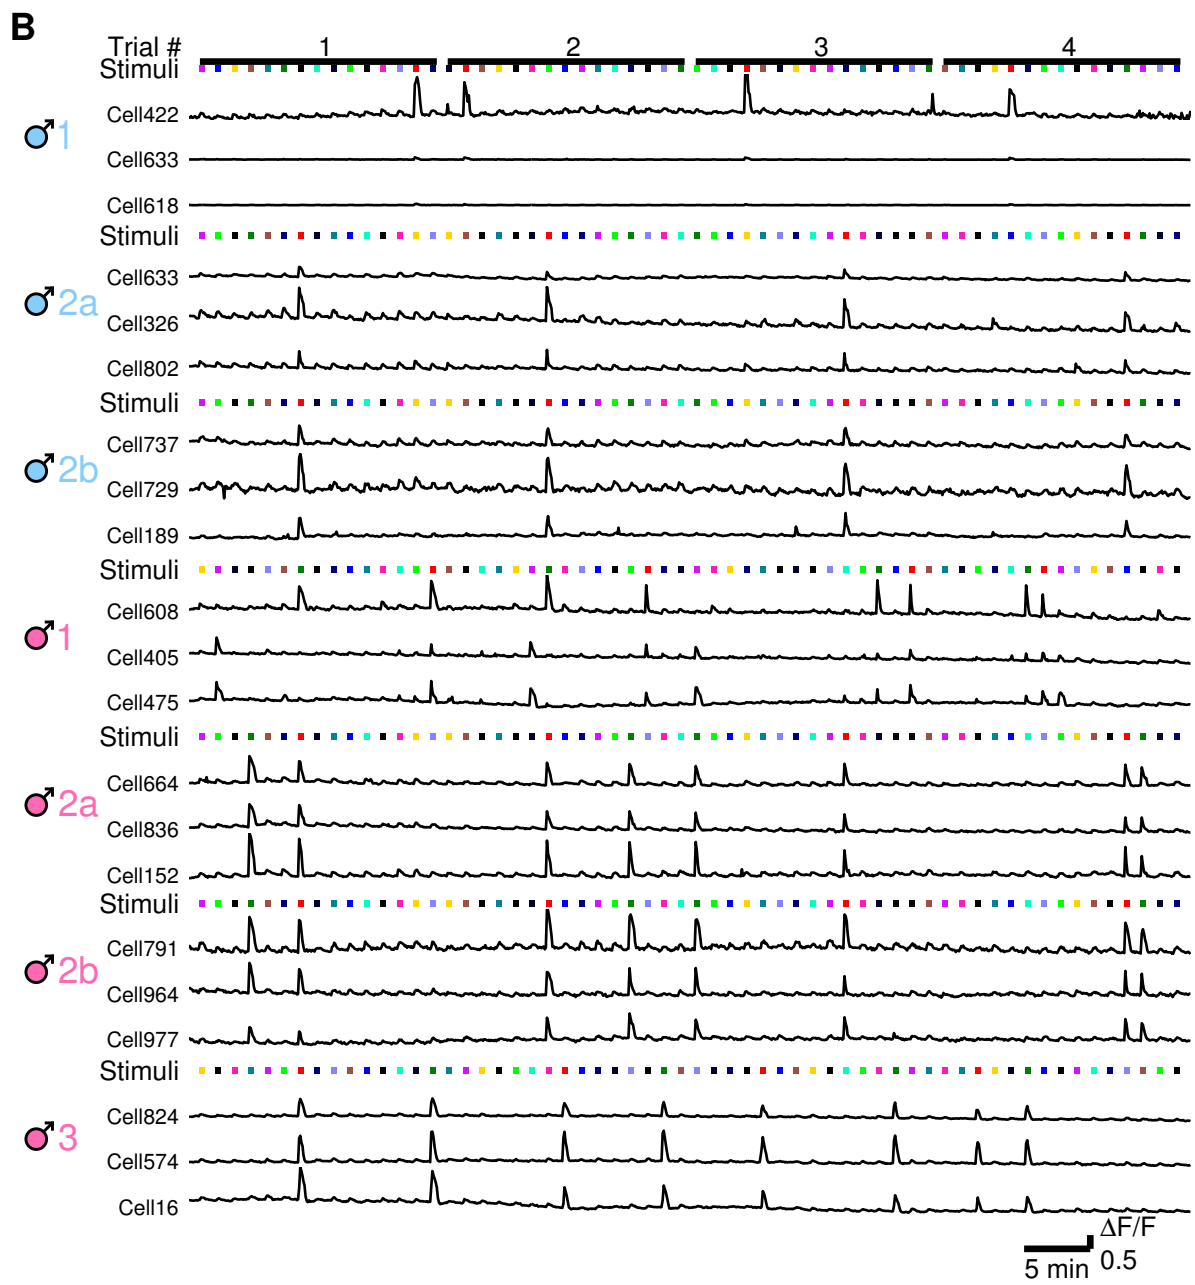 B
Trial # 1 2 3 4
Stimuli
Cell422
♂1
Cell633
Cell618
Stimuli
Cell633
♂2a
Cell326
Cell802
Stimuli
Cell737
♂2b
Cell729
Cell189
Stimuli
Cell608
♂1
Cell405
Cell475
Stimuli
Cell664
♂2a
Cell836
Cell152
Stimuli
Cell791
♂2b
Cell964
Cell977
Stimuli
Cell824
♂3
Cell574
Cell16
ΔF/F
0.5
5 min